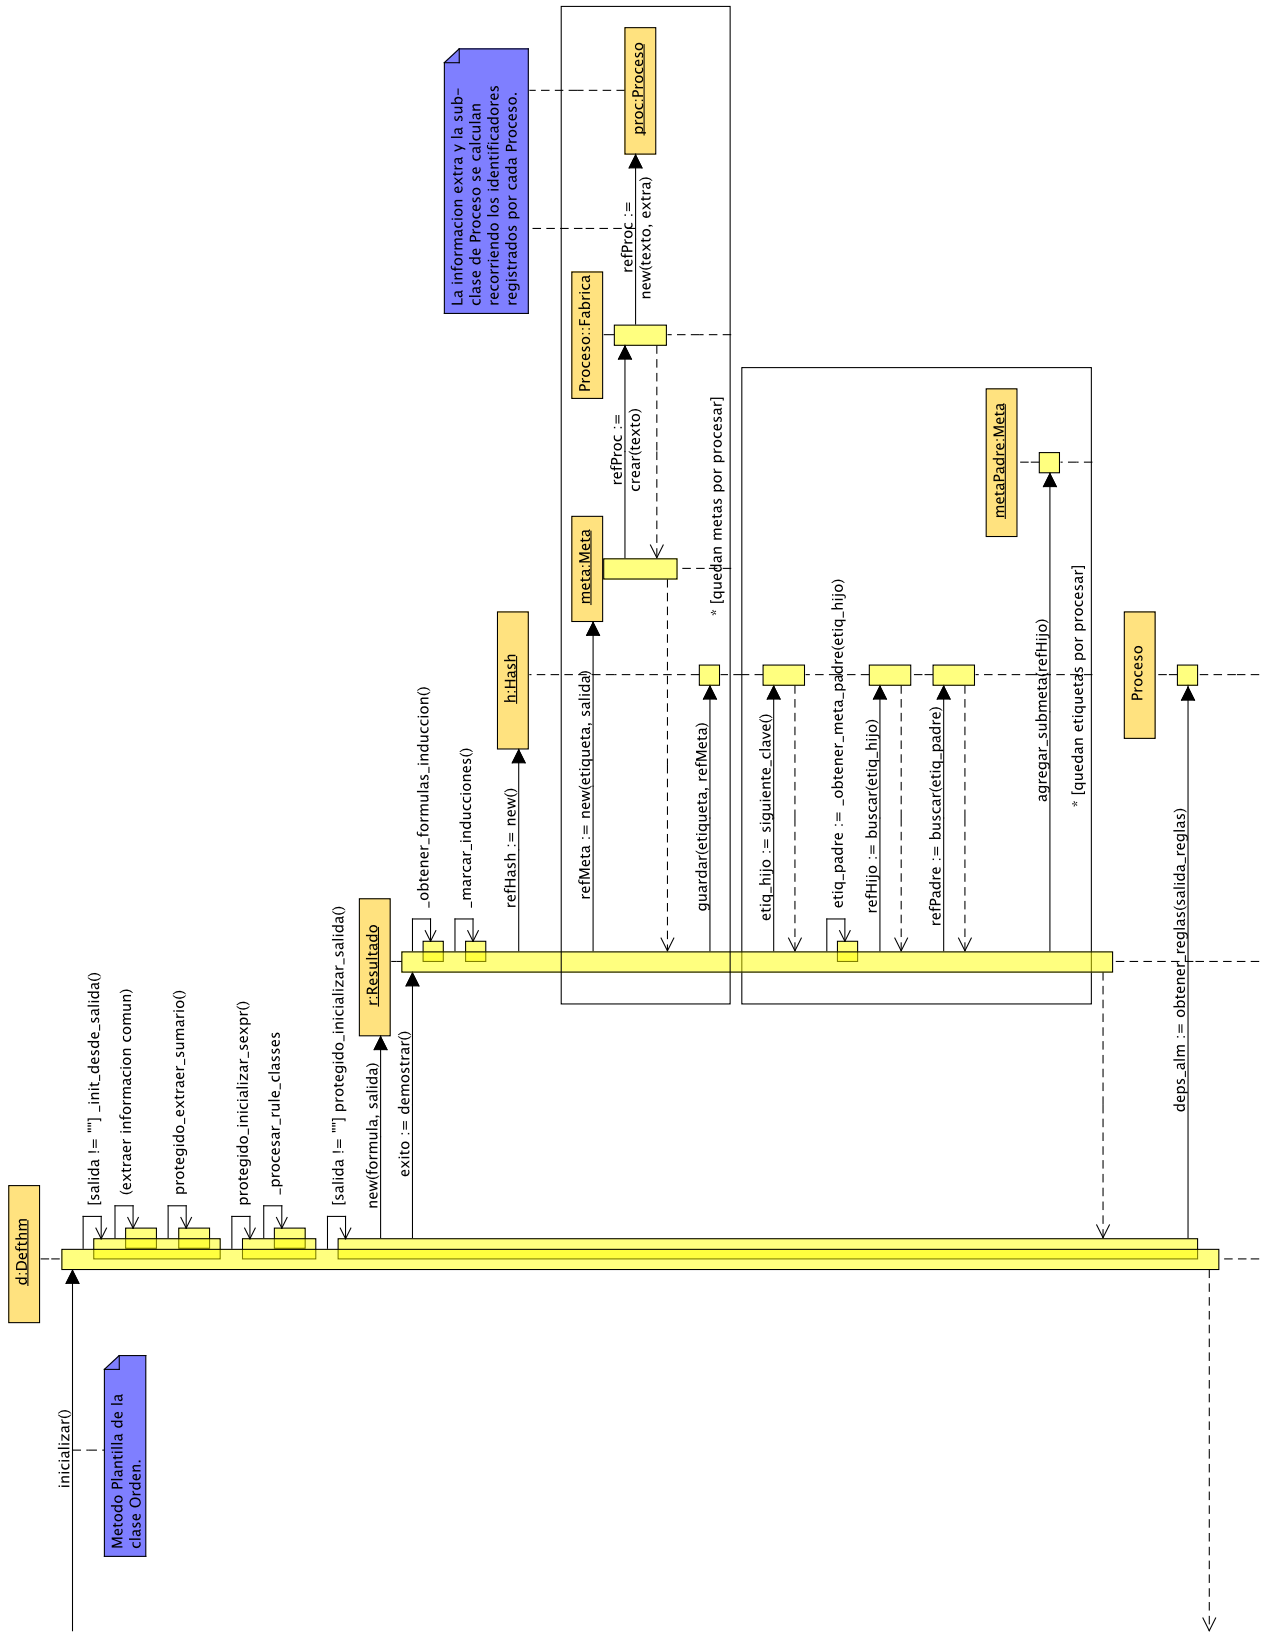 inicializar()
Metodo Plantilla de la
clase Orden.
d:Defthm
[salida != ""] _init_desde_salida()
(extraer informacion comun)
protegido_extraer_sumario()
protegido_inicializar_sexpr()
_procesar_rule_classes
[salida != ""] protegido_inicializar_salida()
new(formula, salida)
r:Resultado
exito := demostrar()
_obtener_formulas_induccion()
_marcar_inducciones()
refHash := new()
h:Hash
refMeta := new(etiqueta, salida)
meta:Meta
refProc :=
crear(texto)
Proceso::Fabrica
refProc :=
new(texto, extra)
proc:Proceso
La informacion extra y la sub-
clase de Proceso se calculan
recorriendo los identificadores
registrados por cada Proceso.
guardar(etiqueta, refMeta)
* [quedan metas por procesar]
etiq_hijo := siguiente_clave()
etiq_padre := _obtener_meta_padre(etiq_hijo)
refHijo := buscar(etiq_hijo)
refPadre := buscar(etiq_padre)
metaPadre:Meta
agregar_submeta(refHijo)
* [quedan etiquetas por procesar]
Proceso
deps_alm := obtener_reglas(salida_reglas)